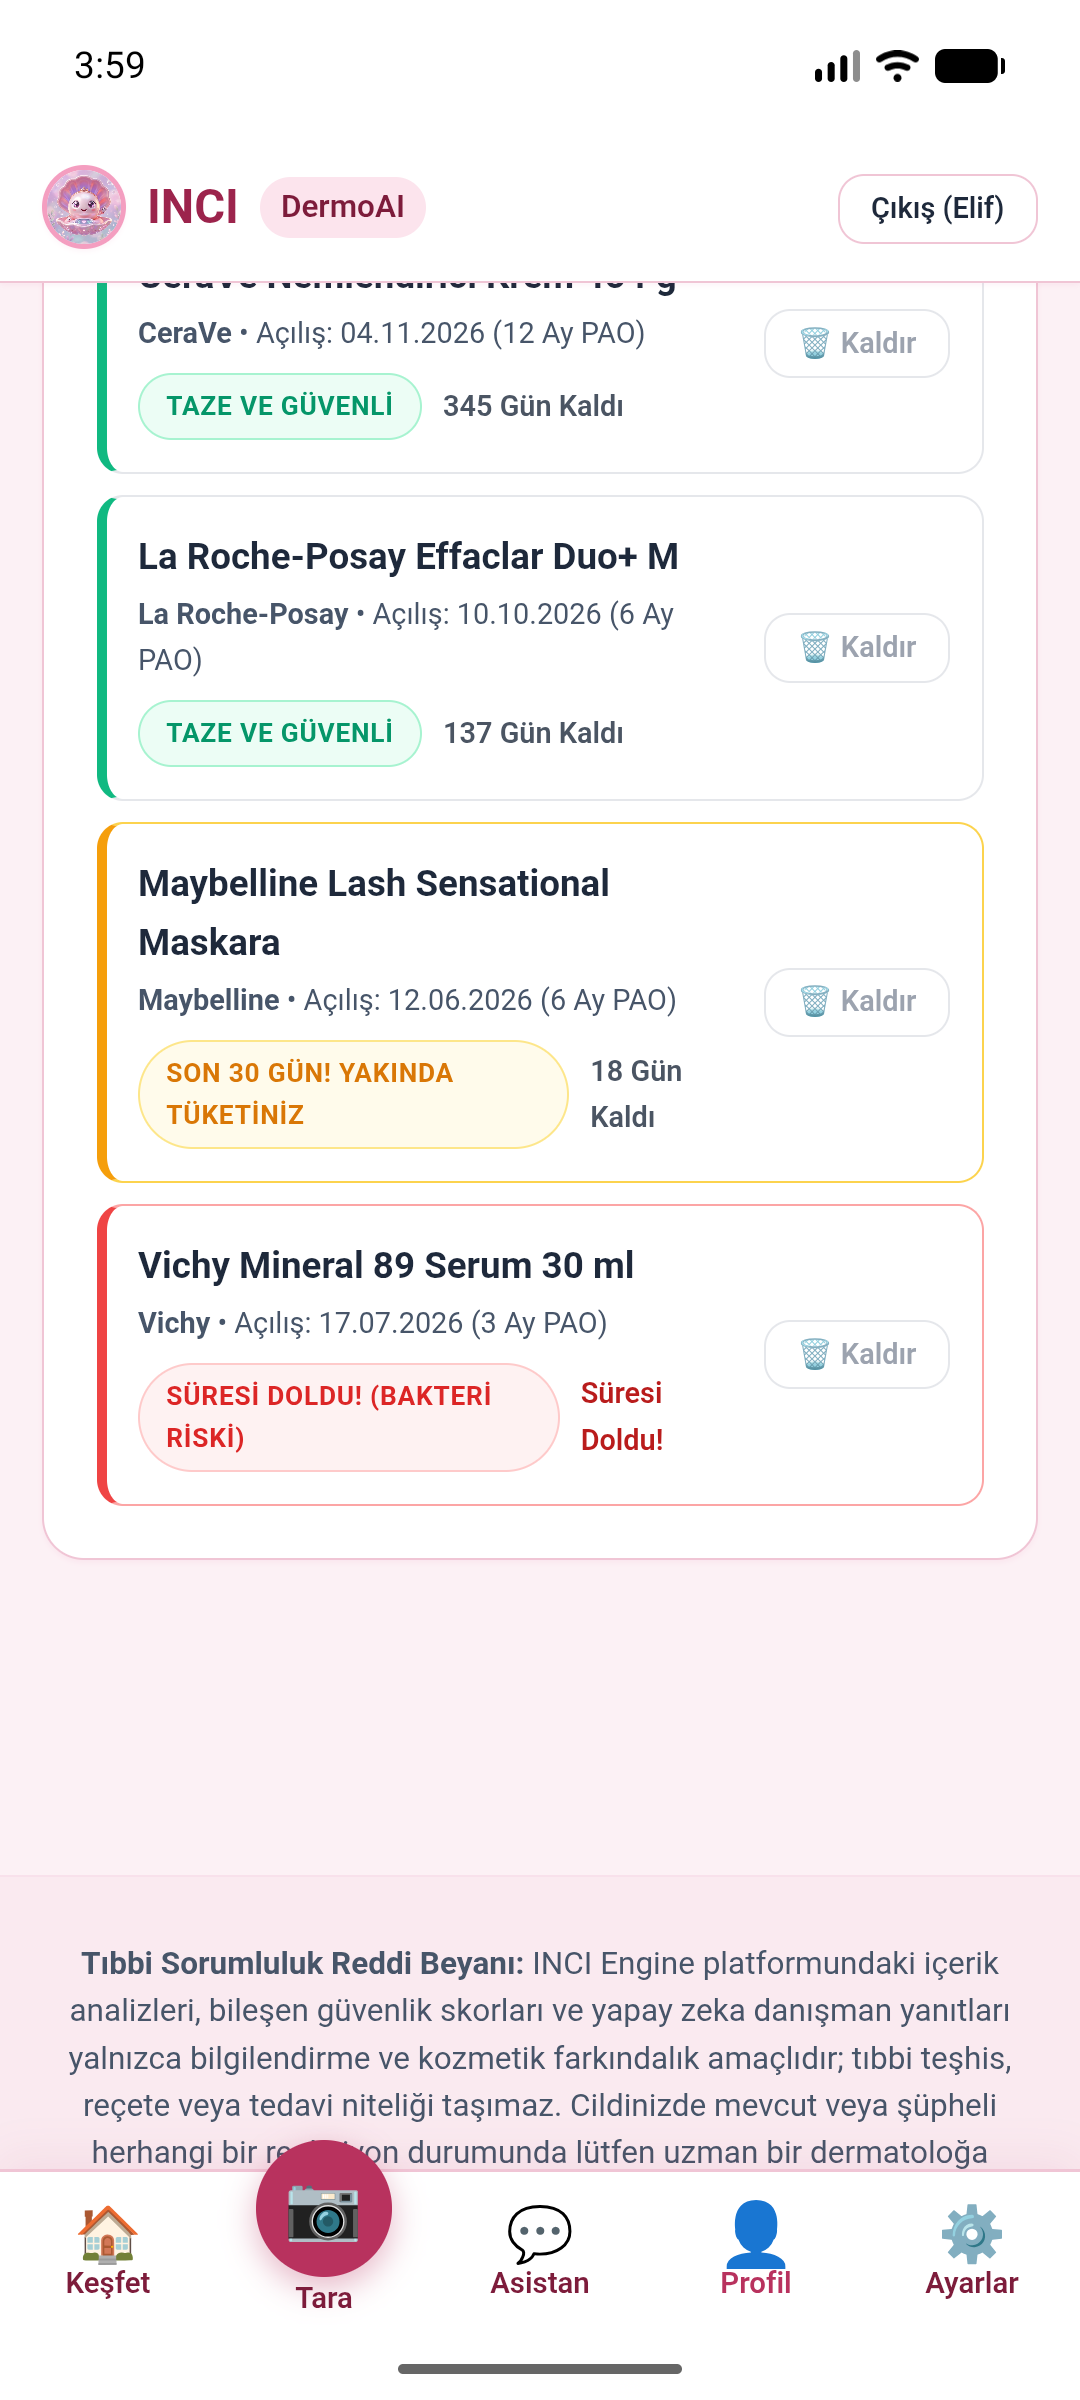 3:59
INCI
DermoAI
Çıkış (Elif)
CeraVe Nemlendirici Krem 454 g
CeraVe • Açılış: 04.11.2026 (12 Ay PAO)
🗑️ Kaldır
TAZE VE GÜVENLİ
345 Gün Kaldı
La Roche-Posay Effaclar Duo+ M
La Roche-Posay • Açılış: 10.10.2026 (6 Ay
PAO)
🗑️ Kaldır
TAZE VE GÜVENLİ
137 Gün Kaldı
Maybelline Lash Sensational
Maskara
Maybelline • Açılış: 12.06.2026 (6 Ay PAO)
🗑️ Kaldır
SON 30 GÜN! YAKINDA
TÜKETİNİZ
18 Gün
Kaldı
Vichy Mineral 89 Serum 30 ml
Vichy • Açılış: 17.07.2026 (3 Ay PAO)
🗑️ Kaldır
SÜRESİ DOLDU! (BAKTERİ
RİSKİ)
Süresi
Doldu!
Tıbbi Sorumluluk Reddi Beyanı: INCI Engine platformundaki içerik
analizleri, bileşen güvenlik skorları ve yapay zeka danışman yanıtları
yalnızca bilgilendirme ve kozmetik farkındalık amaçlıdır; tıbbi teşhis,
reçete veya tedavi niteliği taşımaz. Cildinizde mevcut veya şüpheli
herhangi bir durumunda lütfen uzman bir dermatoloğa
Keşfet
Tara
Asistan
Profil
Ayarlar